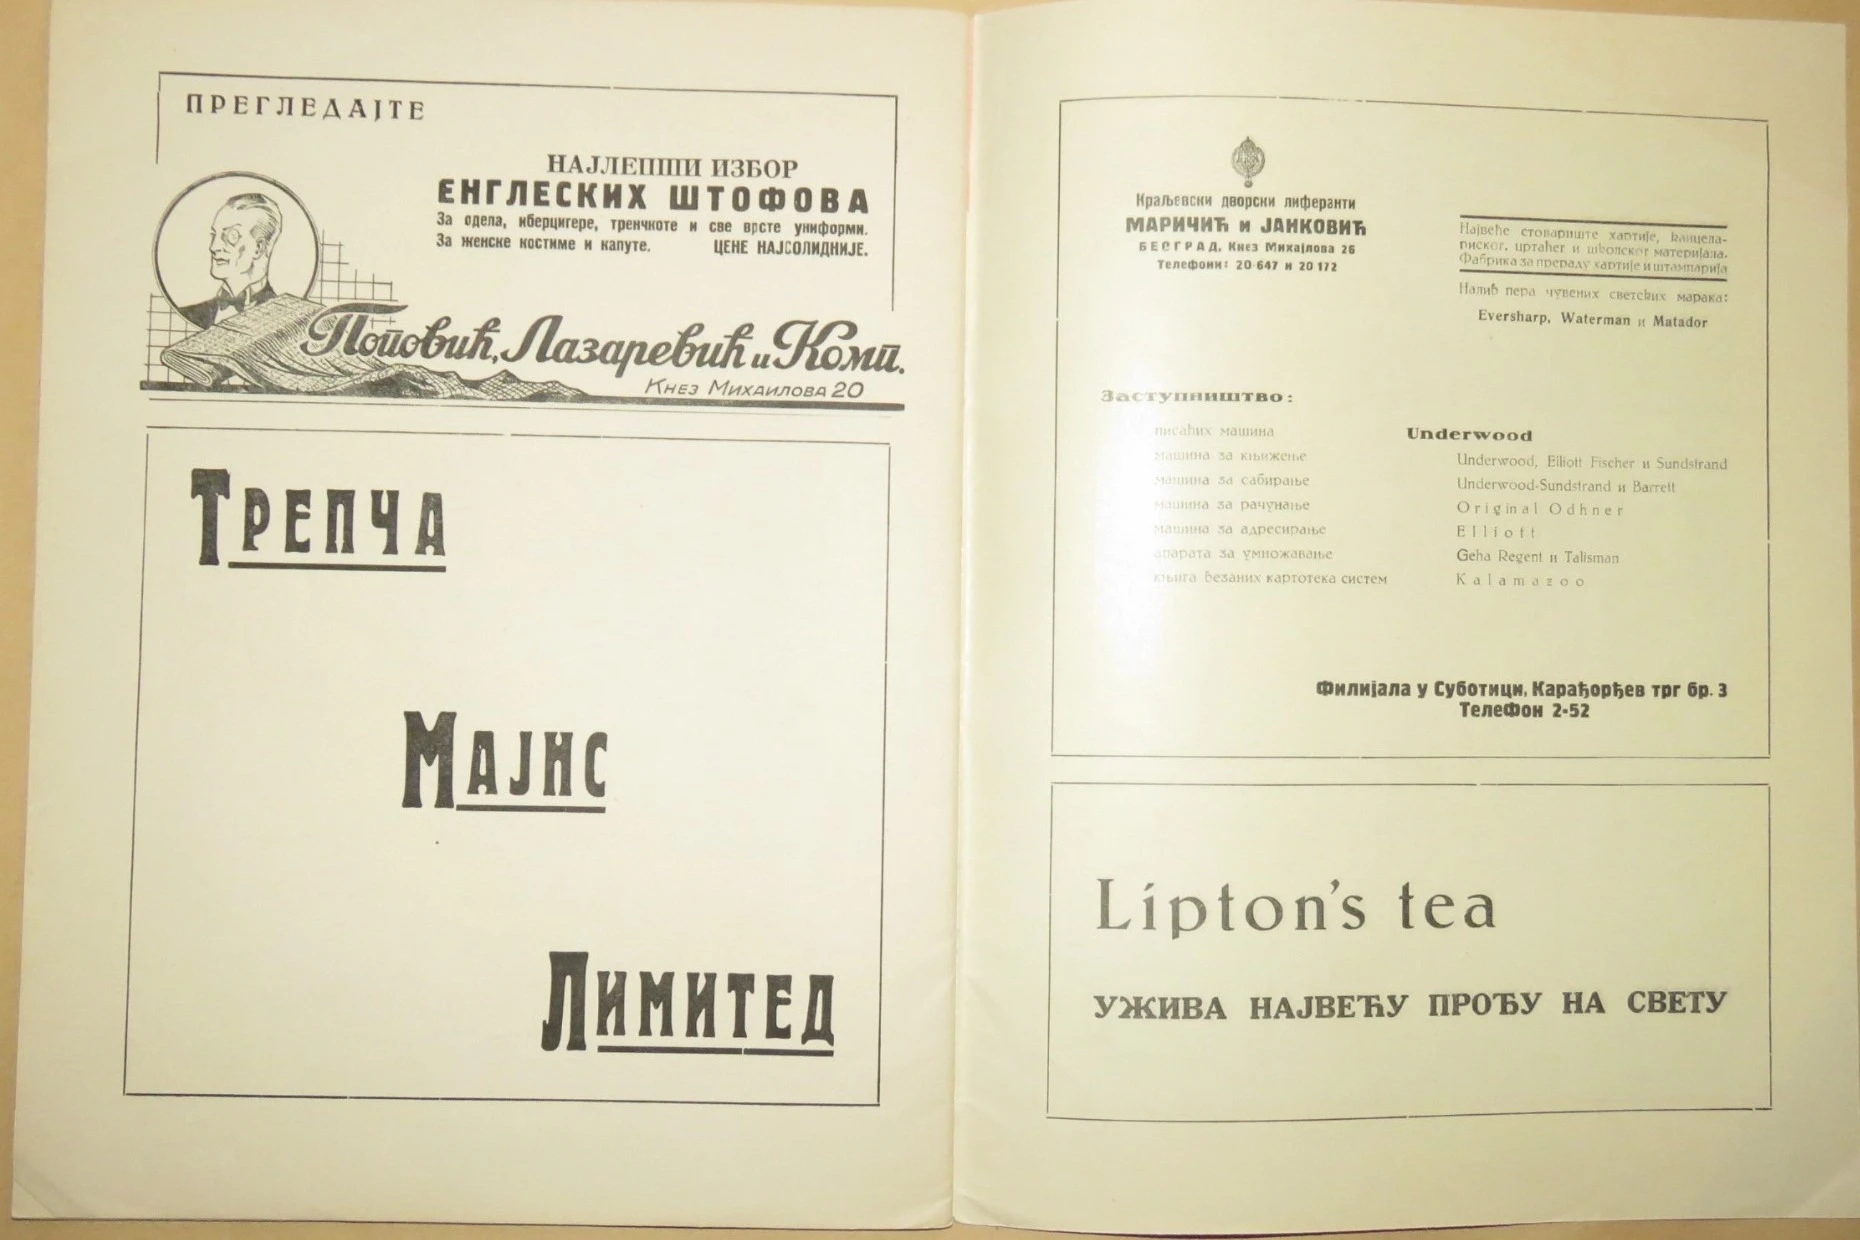 ПРЕГЛЕДАЈТЕ
НАЈЛЕПШИ ИЗБОР
ЕНГЛЕСКИХ ШТОФОВА
За одела, иберцигере, тренчкоте и све врсте униформи.
За женске костиме и капуте. ЦЕНЕ НАЈСОЛИДНИЈЕ.
Поповић, Лазаревић и Комп.
Кнез Михаилова 20
ТРЕПЧА
МАЈНС
ЛИМИТЕД
Краљевски дворски лиферанти
МАРИЧИЋ и ЈАНКОВИЋ
БЕОГРАД, Кнез Михајлова 26
Телефони: 20-647 и 20 172
Највеће стовариште хартије, канцела-
риског, цртаћег и школског материјала.
Фабрика за прераду хартије и штампарија
Налив пера чувених светских марака:
Eversharp, Waterman и Matador
Заступништво:
писаћих машина Underwood
машина за књижење Underwood, Elliott Fischer и Sundstrand
машина за сабирање Underwood-Sundstrand и Barrett
машина за рачунање Original Odhner
машина за адресирање Elliott
апарата за умножавање Geha Regent и Talisman
књига везаних картотека систем Kalamazoo
Филијала у Суботици, Карађорђев трг бр. 3
Телефон 2-52
Lipton's tea
УЖИВА НАЈВЕЋУ ПРОЂУ НА СВЕТУ